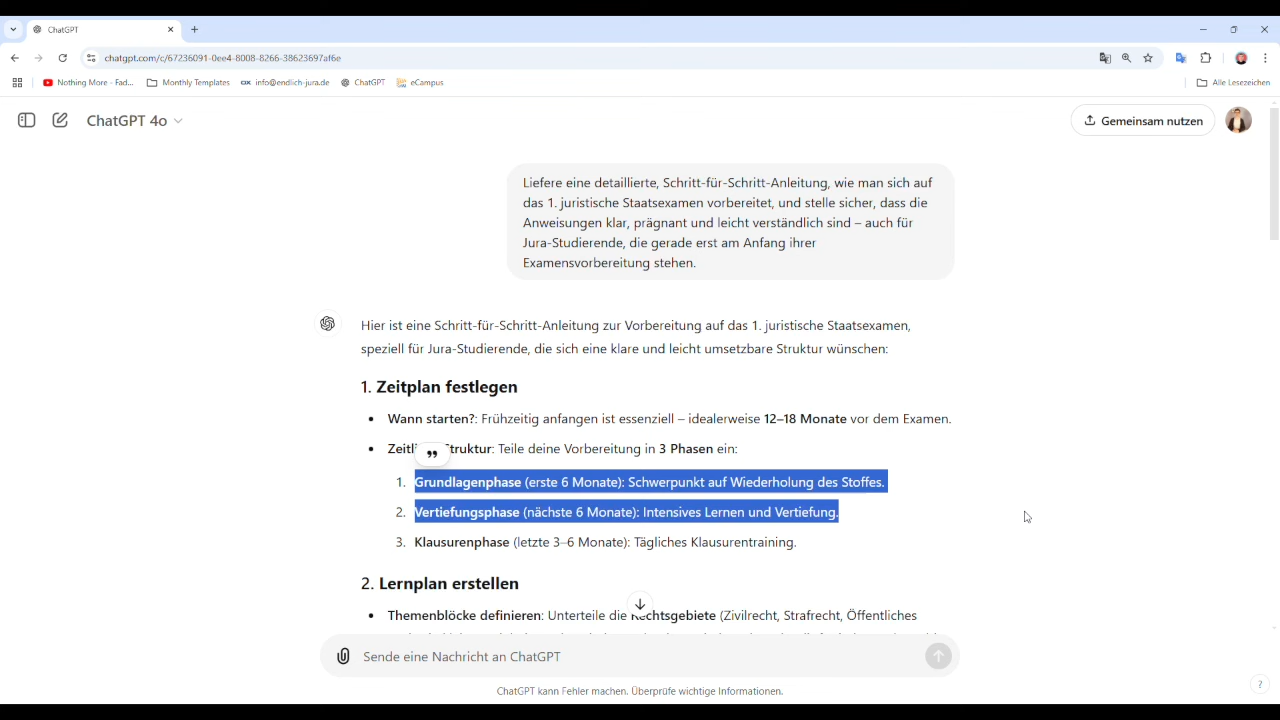 ChatGPT
chatgpt.com/c/67236091-0ee4-8008-8266-38623697af6e
Nothing More - Fad...
Monthly Templates
info@endlich-jura.de
ChatGPT
eCampus
Alle Lesezeichen
ChatGPT 4o
Gemeinsam nutzen
Liefere eine detaillierte, Schritt-für-Schritt-Anleitung, wie man sich auf
das 1. juristische Staatsexamen vorbereitet, und stelle sicher, dass die
Anweisungen klar, prägnant und leicht verständlich sind – auch für
Jura-Studierende, die gerade erst am Anfang ihrer
Examensvorbereitung stehen.
Hier ist eine Schritt-für-Schritt-Anleitung zur Vorbereitung auf das 1. juristische Staatsexamen,
speziell für Jura-Studierende, die sich eine klare und leicht umsetzbare Struktur wünschen:
1. Zeitplan festlegen
• Wann starten?: Frühzeitig anfangen ist essenziell – idealerweise 12–18 Monate vor dem Examen.
• Teile deine Vorbereitung in 3 Phasen ein:
1. Grundlagenphase (erste 6 Monate): Schwerpunkt auf Wiederholung des Stoffes.
2. Vertiefungsphase (nächste 6 Monate): Intensives Lernen und Vertiefung.
3. Klausurenphase (letzte 3–6 Monate): Tägliches Klausurentraining.
2. Lernplan erstellen
• Themenblöcke definieren: Unterteile die Rechtsgebiete (Zivilrecht, Strafrecht, Öffentliches
Sende eine Nachricht an ChatGPT
ChatGPT kann Fehler machen. Überprüfe wichtige Informationen.
?